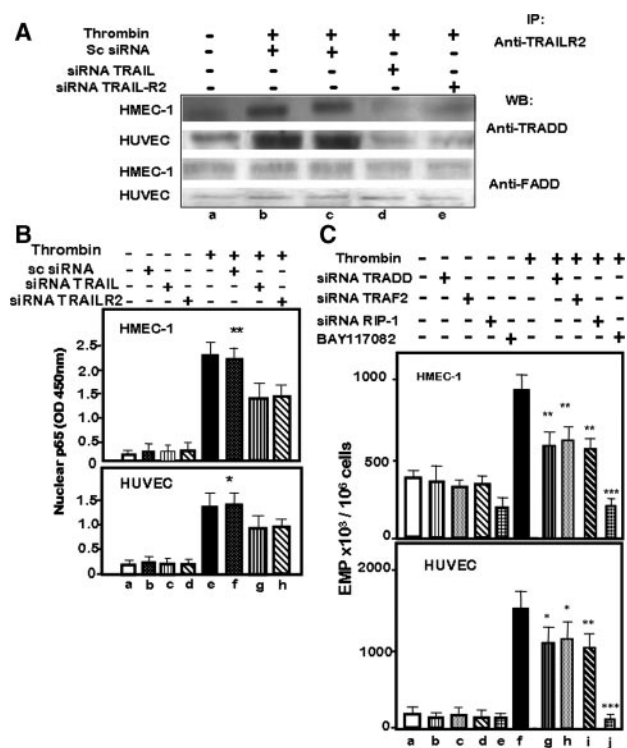 A
Thrombin - + + + +
Sc siRNA - + + - -
siRNA TRAIL - - - + -
siRNA TRAIL-R2 - - - - +
IP:
Anti-TRAILR2
WB:
HMEC-1
HUVEC
Anti-TRADD
HMEC-1
HUVEC
Anti-FADD
a b c d e
B
Thrombin - - - - + + + +
sc siRNA - + - - - + - -
siRNA TRAIL - - + - - - + -
siRNA TRAILR2 - - - + - - - +
HMEC-1
**
2.5
2.0
1.5
1.0
0.5
0
Nuclear p65 (OD 450nm)
HUVEC
*
1.5
1.0
0.5
0
a b c d e f g h
C
Thrombin - - - - - + + + + +
siRNA TRADD - + - - - - + - - -
siRNA TRAF2 - - + - - - - + - -
siRNA RIP-1 - - - + - - - - + -
BAY117082 - - - - + - - - - +
HMEC-1
1000
500
0
** ** ** ***
EMP x10³ / 10⁶ cells
HUVEC
2000
1000
0
* * ** ***
a b c d e f g h i j